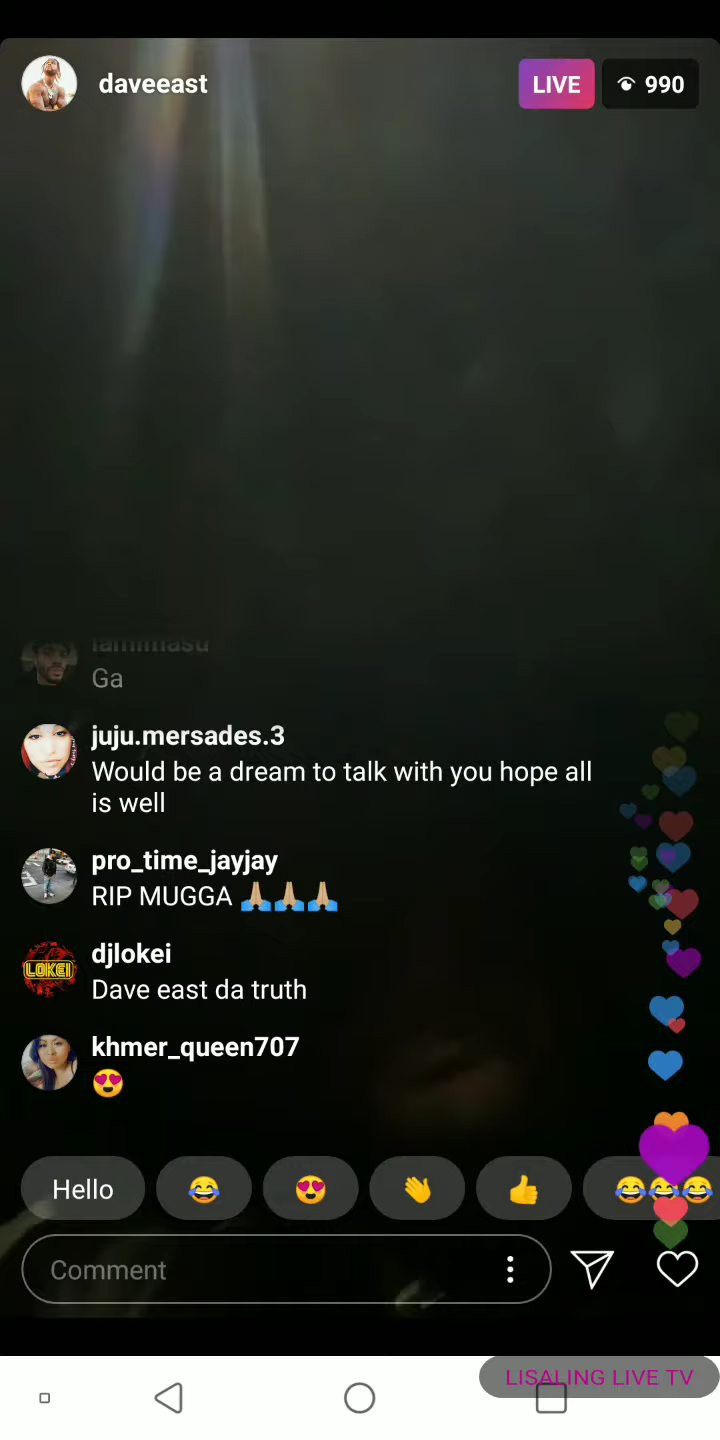 daveeast
LIVE
990
Ga
juju.mersades.3
Would be a dream to talk with you hope all
is well
pro_time_jayjay
RIP MUGGA 🙏🏼🙏🏼🙏🏼
LOKEI
djlokei
Dave east da truth
khmer_queen707
😍
Hello 😂 😍 👋 👍 😂😂😂
Comment
LISALING LIVE TV